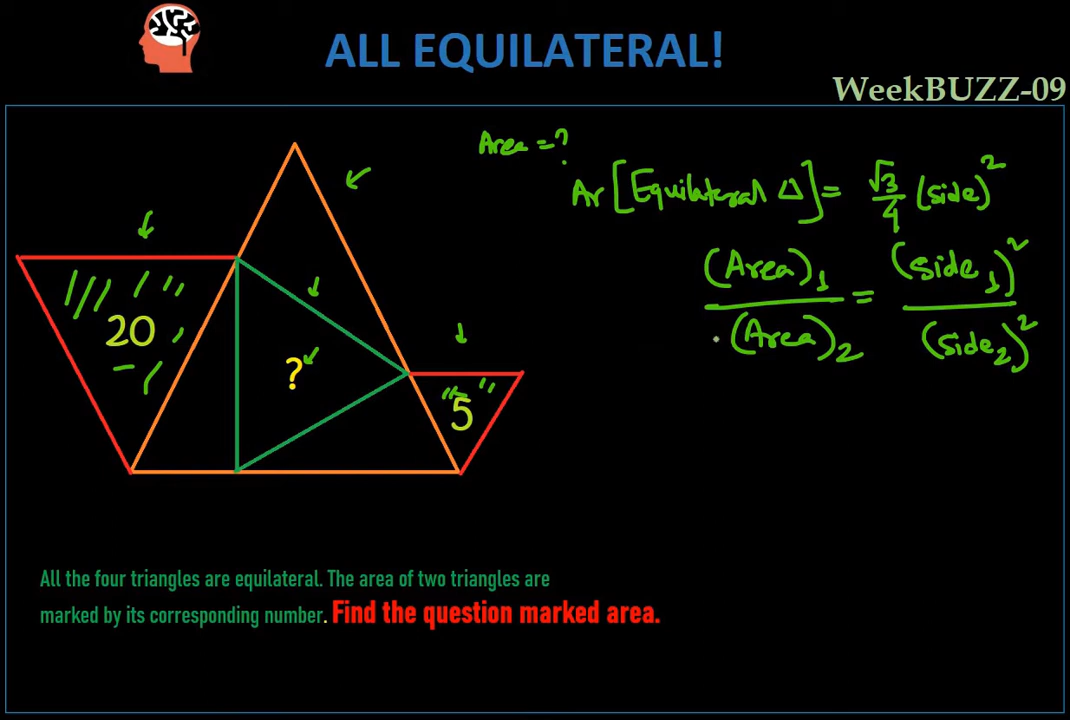 ALL EQUILATERAL!
WeekBUZZ-09
Area = ?
Ar [Equilateral Δ] = √3/4 (side)²
(Area)₁ / (Area)₂ = (side₁)² / (side₂)²
20
?
5
All the four triangles are equilateral. The area of two triangles are
marked by its corresponding number. Find the question marked area.